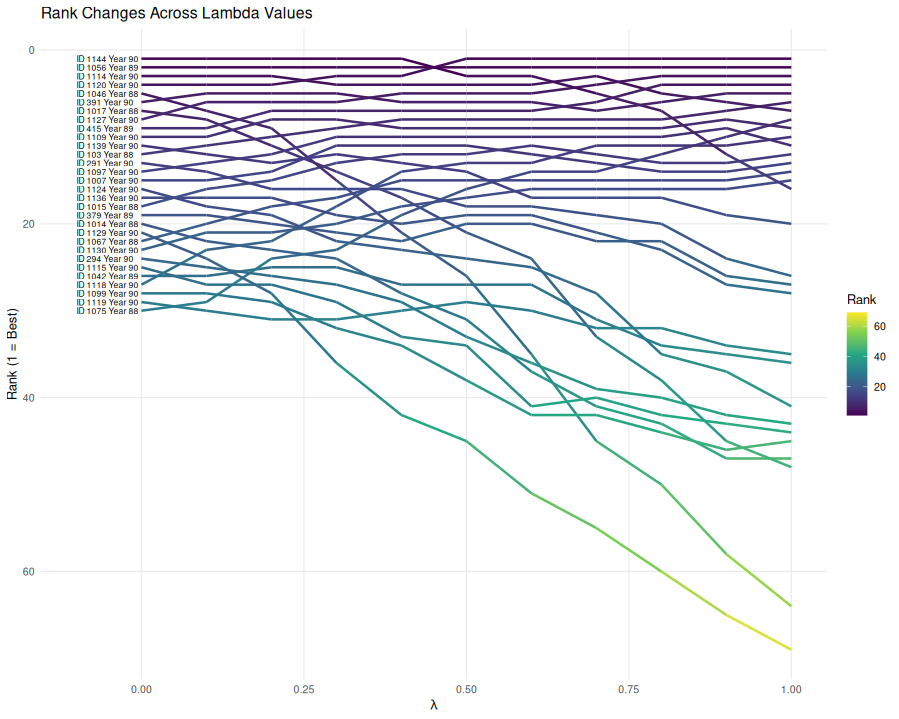 Rank Changes Across Lambda Values
0
ID 1144 Year 90
ID 1056 Year 89
ID 1114 Year 90
ID 1120 Year 90
ID 1046 Year 88
ID 391 Year 90
ID 1017 Year 88
ID 1127 Year 90
ID 415 Year 89
ID 1109 Year 90
ID 1139 Year 90
ID 103 Year 88
ID 291 Year 90
ID 1097 Year 90
ID 1007 Year 90
ID 1124 Year 90
ID 1136 Year 90
ID 1015 Year 88
ID 379 Year 89
20
ID 1014 Year 88
ID 1129 Year 90
ID 1067 Year 88
ID 1130 Year 90
ID 294 Year 90
ID 1115 Year 90
ID 1042 Year 89
ID 1118 Year 90
ID 1099 Year 90
ID 1119 Year 90
ID 1075 Year 88
Rank (1 = Best)
40
60
0.00
0.25
0.50
0.75
1.00
λ
Rank
60
40
20